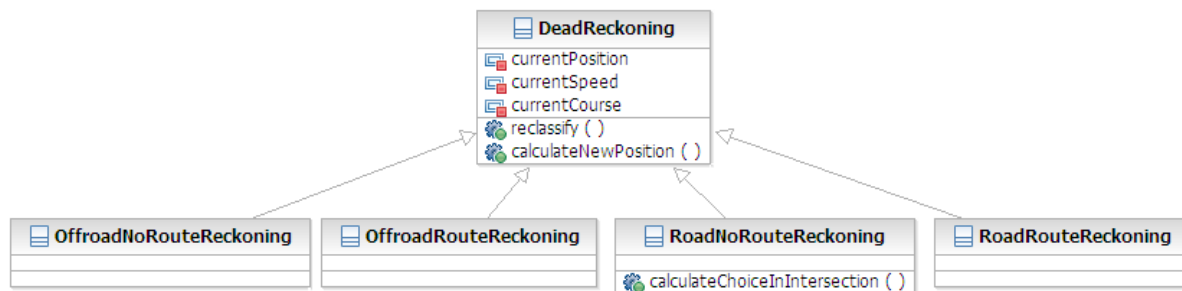 DeadReckoning
currentPosition
currentSpeed
currentCourse
reclassify ( )
calculateNewPosition ( )
OffroadNoRouteReckoning
OffroadRouteReckoning
RoadNoRouteReckoning
calculateChoiceInIntersection ( )
RoadRouteReckoning